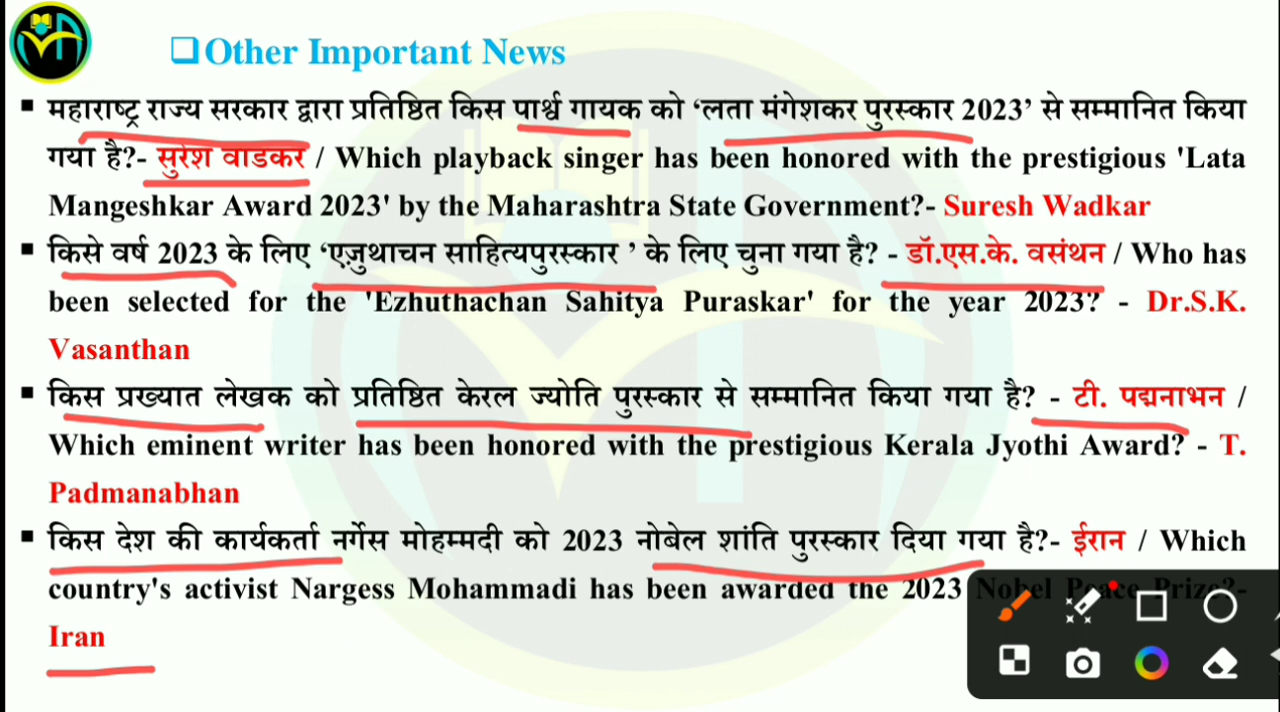 ❑Other Important News
▪ महाराष्ट्र राज्य सरकार द्वारा प्रतिष्ठित किस पार्श्व गायक को ‘लता मंगेशकर पुरस्कार 2023’ से सम्मानित किया
गया है?- सुरेश वाडकर / Which playback singer has been honored with the prestigious 'Lata
Mangeshkar Award 2023' by the Maharashtra State Government?- Suresh Wadkar
▪ किसे वर्ष 2023 के लिए ‘एज़ुथाचन साहित्यपुरस्कार ’ के लिए चुना गया है? - डॉ.एस.के. वसंथन / Who has
been selected for the 'Ezhuthachan Sahitya Puraskar' for the year 2023? - Dr.S.K.
Vasanthan
▪ किस प्रख्यात लेखक को प्रतिष्ठित केरल ज्योति पुरस्कार से सम्मानित किया गया है? - टी. पद्मनाभन /
Which eminent writer has been honored with the prestigious Kerala Jyothi Award? - T.
Padmanabhan
▪ किस देश की कार्यकर्ता नर्गेस मोहम्मदी को 2023 नोबेल शांति पुरस्कार दिया गया है?- ईरान / Which
country's activist Nargess Mohammadi has been awarded the 2023 Nobel Peace Prize?-
Iran